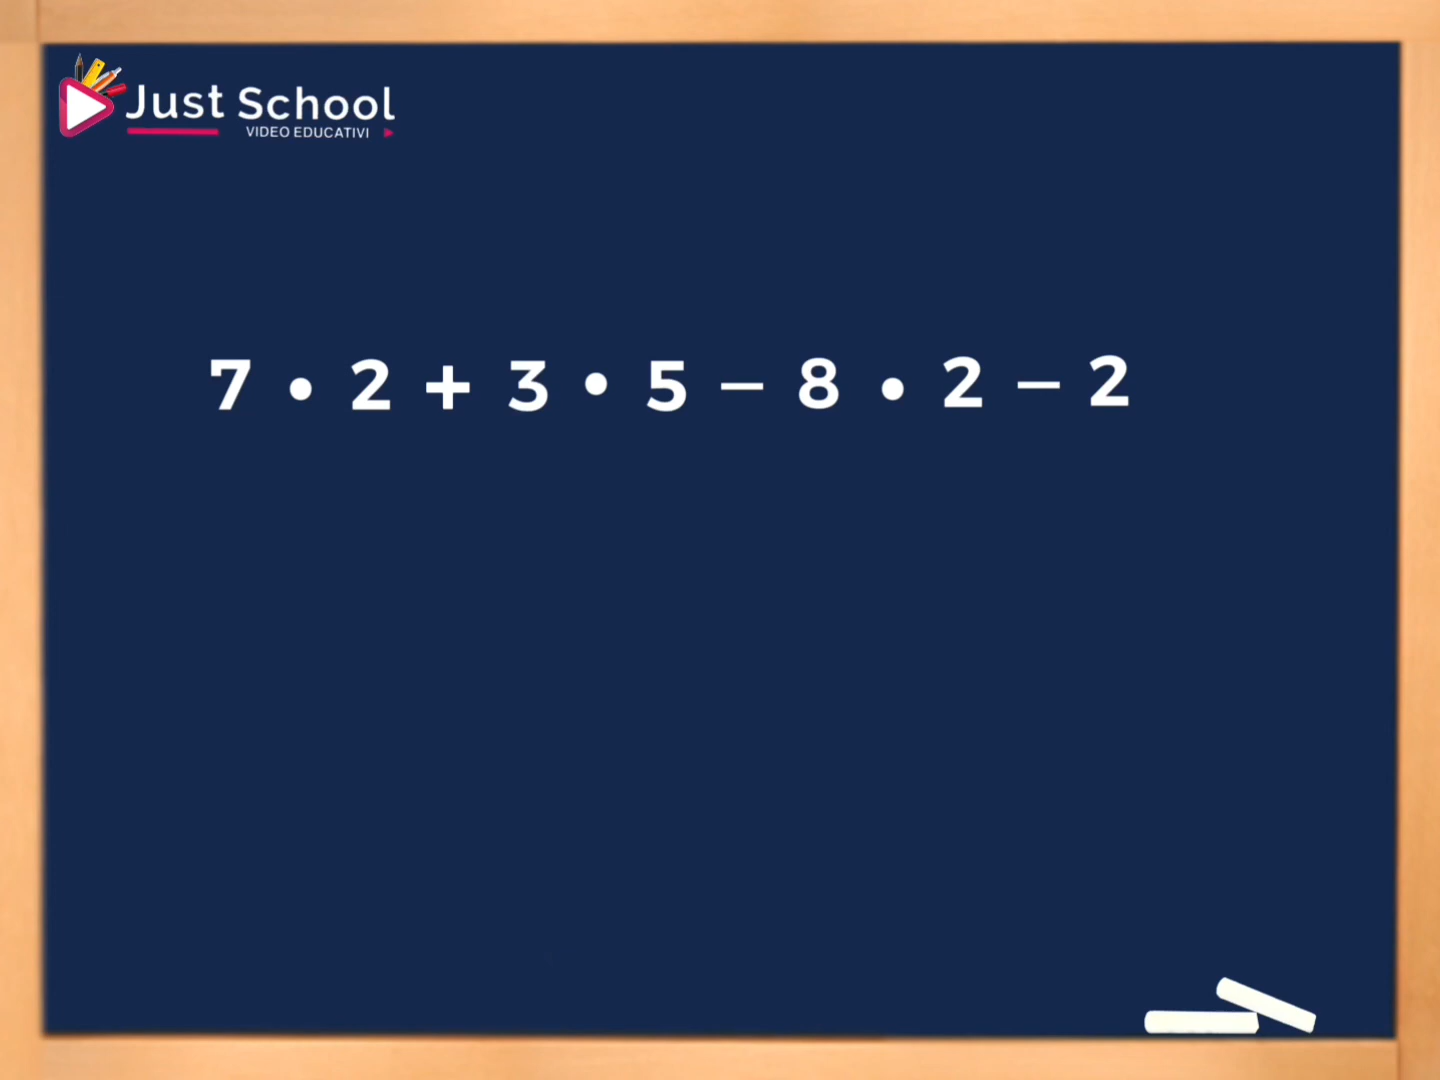 Just School
VIDEO EDUCATIVI
7 • 2 + 3 • 5 – 8 • 2 – 2